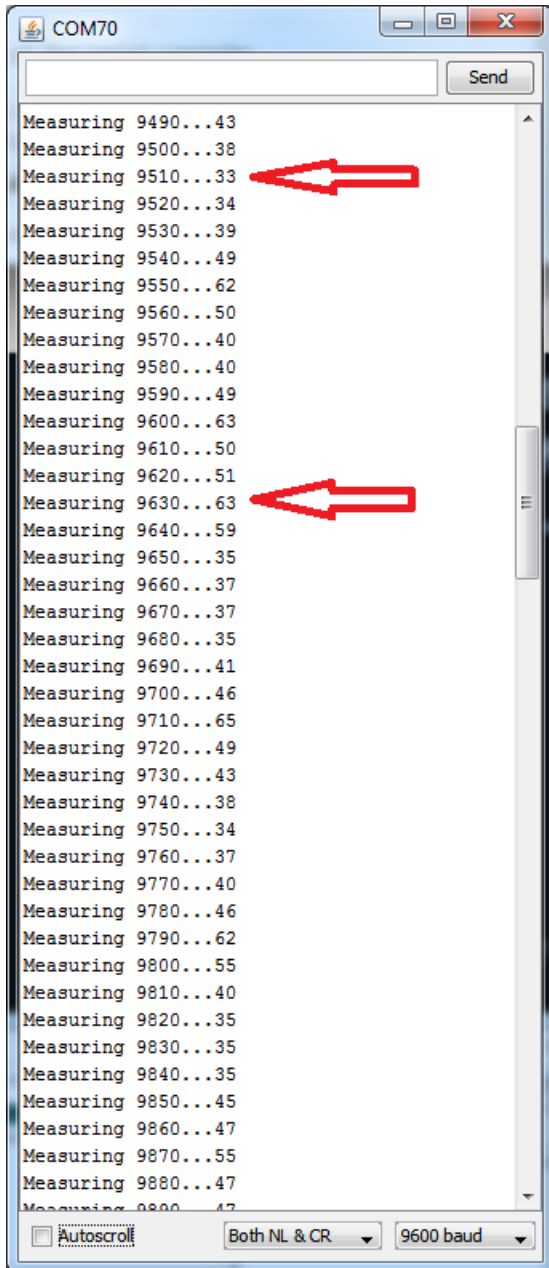 COM70
Send
Measuring 9490...43
Measuring 9500...38
Measuring 9510...33
Measuring 9520...34
Measuring 9530...39
Measuring 9540...49
Measuring 9550...62
Measuring 9560...50
Measuring 9570...40
Measuring 9580...40
Measuring 9590...49
Measuring 9600...63
Measuring 9610...50
Measuring 9620...51
Measuring 9630...63
Measuring 9640...59
Measuring 9650...35
Measuring 9660...37
Measuring 9670...37
Measuring 9680...35
Measuring 9690...41
Measuring 9700...46
Measuring 9710...65
Measuring 9720...49
Measuring 9730...43
Measuring 9740...38
Measuring 9750...34
Measuring 9760...37
Measuring 9770...40
Measuring 9780...46
Measuring 9790...62
Measuring 9800...55
Measuring 9810...40
Measuring 9820...35
Measuring 9830...35
Measuring 9840...35
Measuring 9850...45
Measuring 9860...47
Measuring 9870...55
Measuring 9880...47
Measuring 9890...47
Autoscroll Both NL & CR 9600 baud